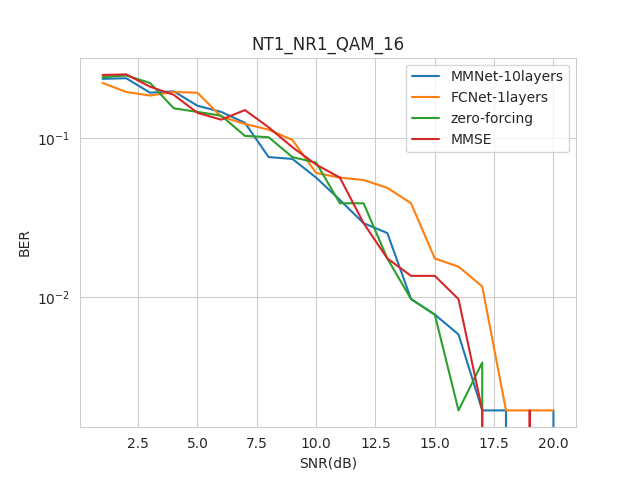 NT1_NR1_QAM_16
MMNet-10layers
FCNet-1layers
zero-forcing
MMSE
10⁻¹
10⁻²
BER
2.5 5.0 7.5 10.0 12.5 15.0 17.5 20.0
SNR(dB)